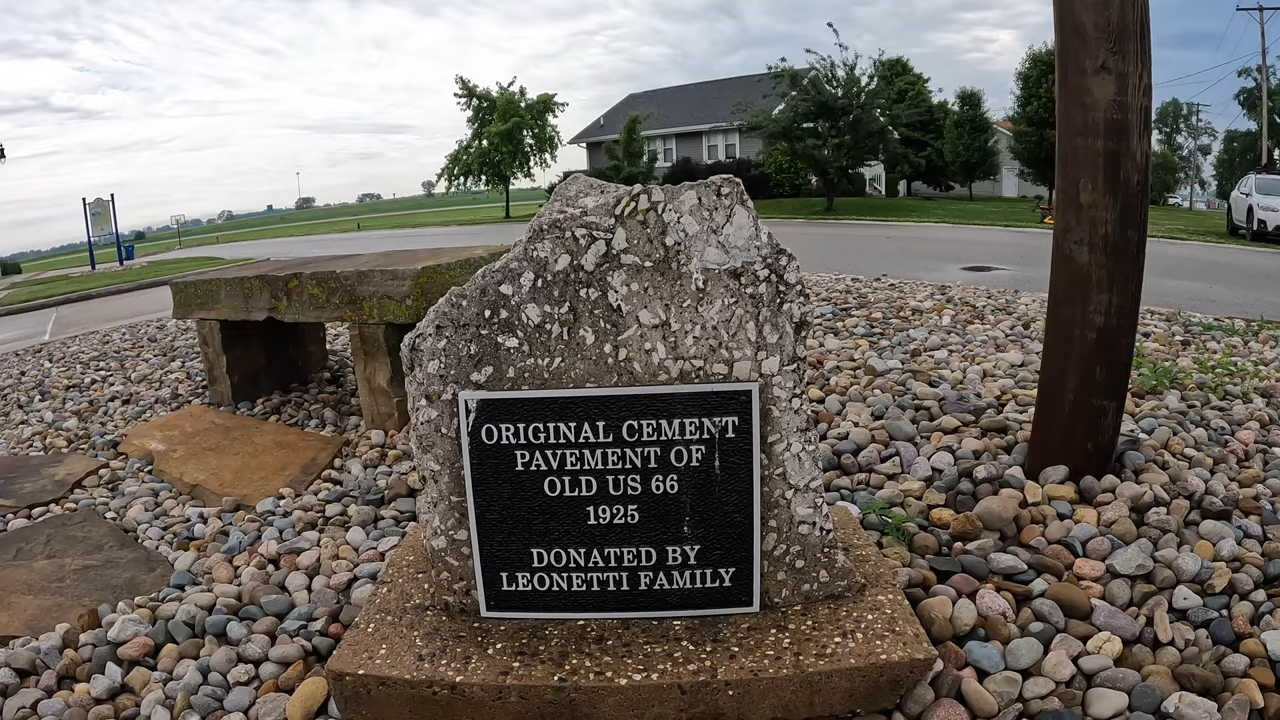 ORIGINAL CEMENT
PAVEMENT OF
OLD US 66
1925
DONATED BY
LEONETTI FAMILY